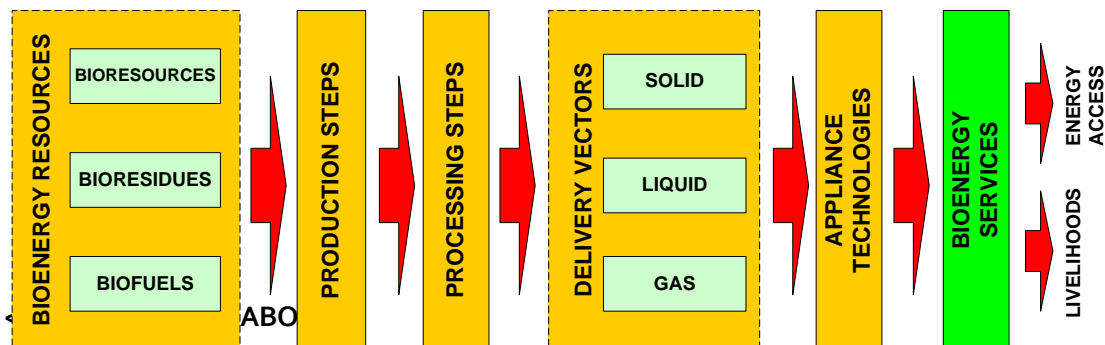 BIOENERGY RESOURCES
BIORESOURCES
BIORESIDUES
BIOFUELS
PRODUCTION STEPS
PROCESSING STEPS
DELIVERY VECTORS
SOLID
LIQUID
GAS
APPLIANCE
TECHNOLOGIES
BIOENERGY
SERVICES
ENERGY
ACCESS
LIVELIHOODS
ABO